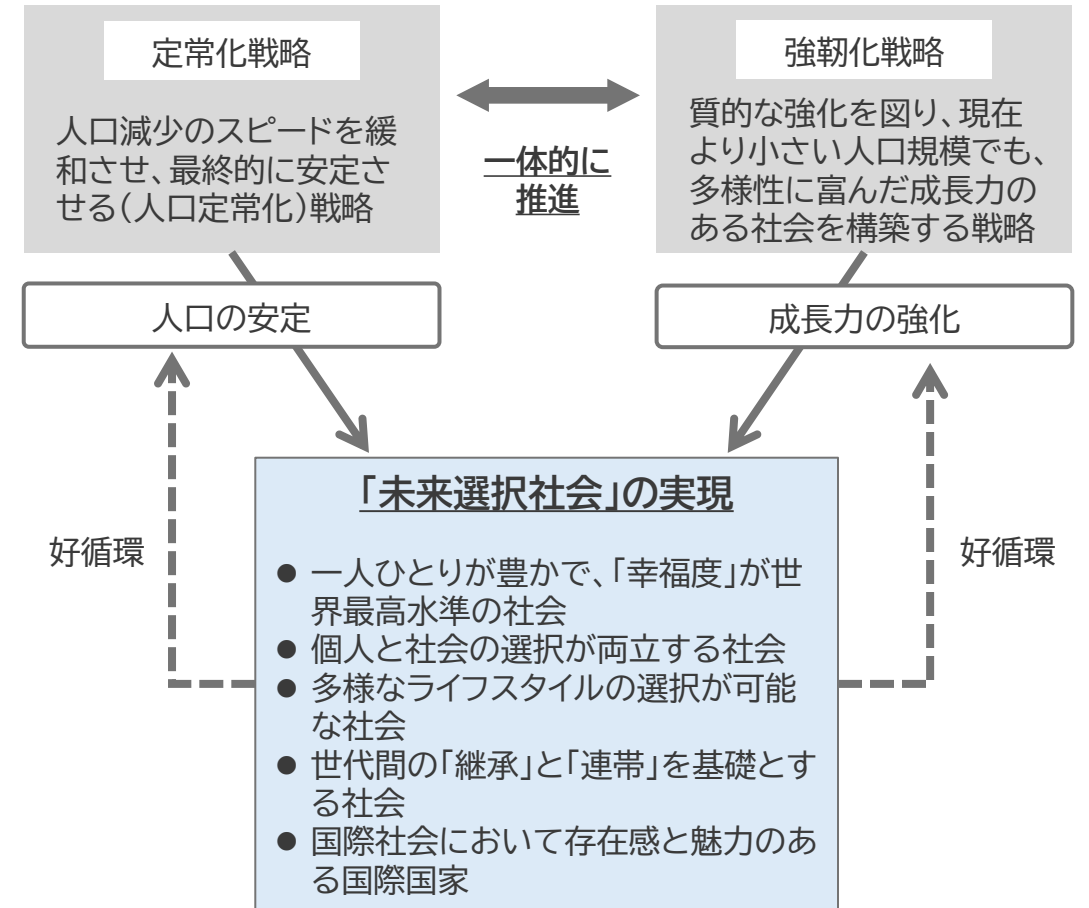 定常化戦略
人口減少のスピードを緩
和させ、最終的に安定さ
せる（人口定常化）戦略
一体的に
推進
強靭化戦略
質的な強化を図り、現在
より小さい人口規模でも、
多様性に富んだ成長力の
ある社会を構築する戦略
人口の安定
成長力の強化
好循環
「未来選択社会」の実現
● 一人ひとりが豊かで、「幸福度」が世
界最高水準の社会
● 個人と社会の選択が両立する社会
● 多様なライフスタイルの選択が可能
な社会
● 世代間の「継承」と「連帯」を基礎とす
る社会
● 国際社会において存在感と魅力のあ
る国際国家
好循環